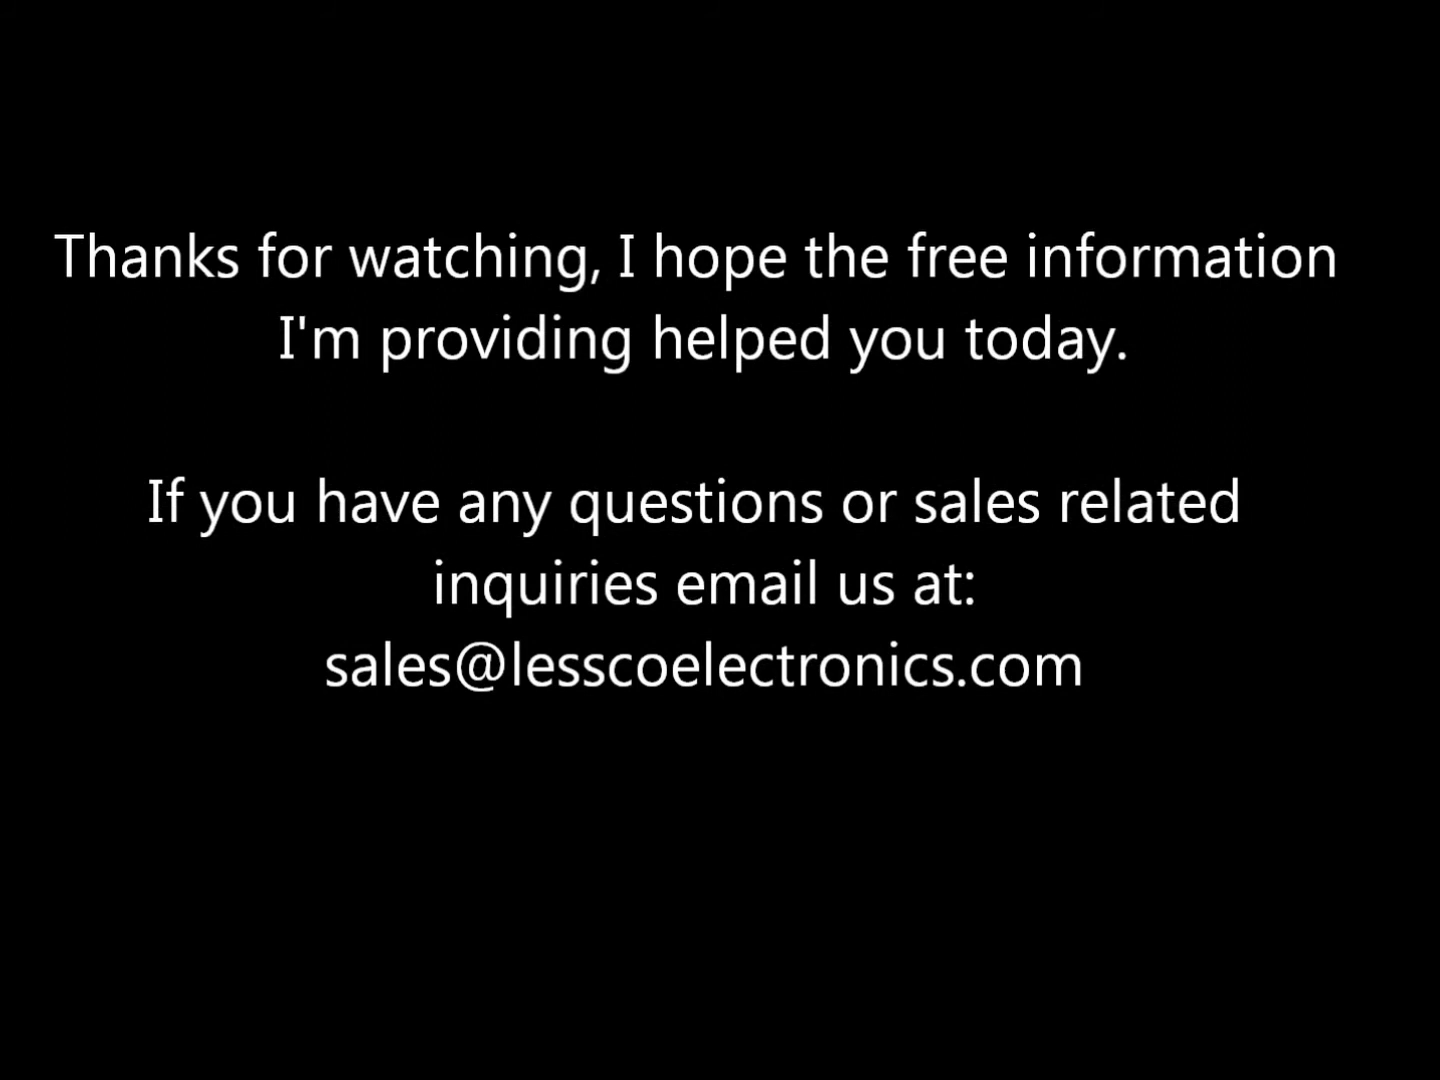 Thanks for watching, I hope the free information
I'm providing helped you today.
If you have any questions or sales related
inquiries email us at:
sales@lesscoelectronics.com